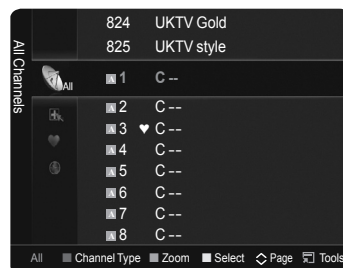 All Channels
824 UKTV Gold
825 UKTV style
All
A 1 C --
A 2 C --
A 3 ♥ C --
A 4 C --
A 5 C --
A 6 C --
A 7 C --
A 8 C --
All Channel Type Zoom Select Page Tools